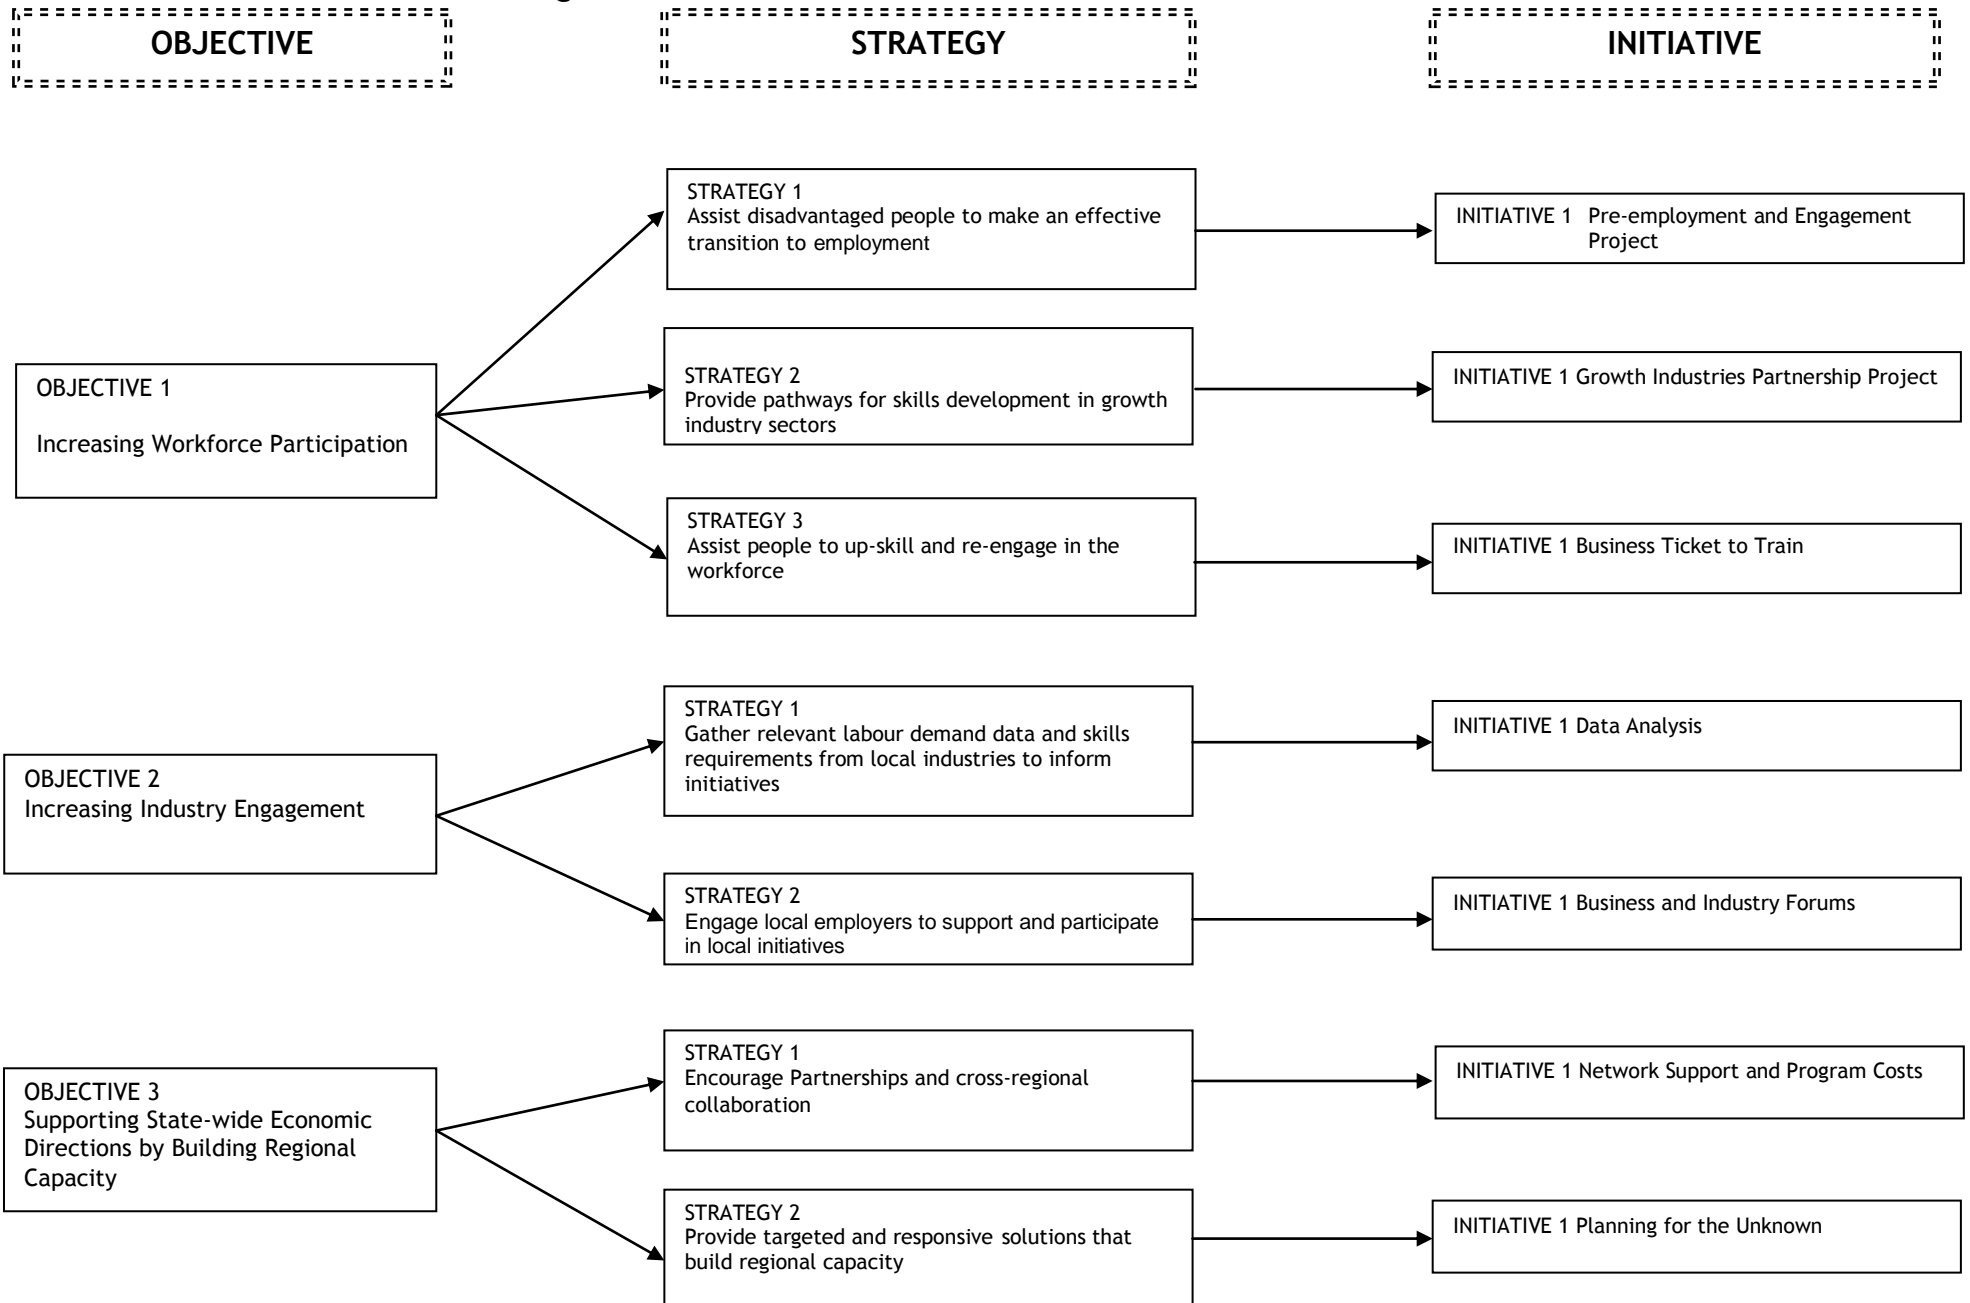 OBJECTIVE
STRATEGY
INITIATIVE
OBJECTIVE 1
Increasing Workforce Participation
STRATEGY 1
Assist disadvantaged people to make an effective
transition to employment
INITIATIVE 1 Pre-employment and Engagement
Project
STRATEGY 2
Provide pathways for skills development in growth
industry sectors
INITIATIVE 1 Growth Industries Partnership Project
STRATEGY 3
Assist people to up-skill and re-engage in the
workforce
INITIATIVE 1 Business Ticket to Train
OBJECTIVE 2
Increasing Industry Engagement
STRATEGY 1
Gather relevant labour demand data and skills
requirements from local industries to inform
initiatives
INITIATIVE 1 Data Analysis
STRATEGY 2
Engage local employers to support and participate
in local initiatives
INITIATIVE 1 Business and Industry Forums
OBJECTIVE 3
Supporting State-wide Economic
Directions by Building Regional
Capacity
STRATEGY 1
Encourage Partnerships and cross-regional
collaboration
INITIATIVE 1 Network Support and Program Costs
STRATEGY 2
Provide targeted and responsive solutions that
build regional capacity
INITIATIVE 1 Planning for the Unknown